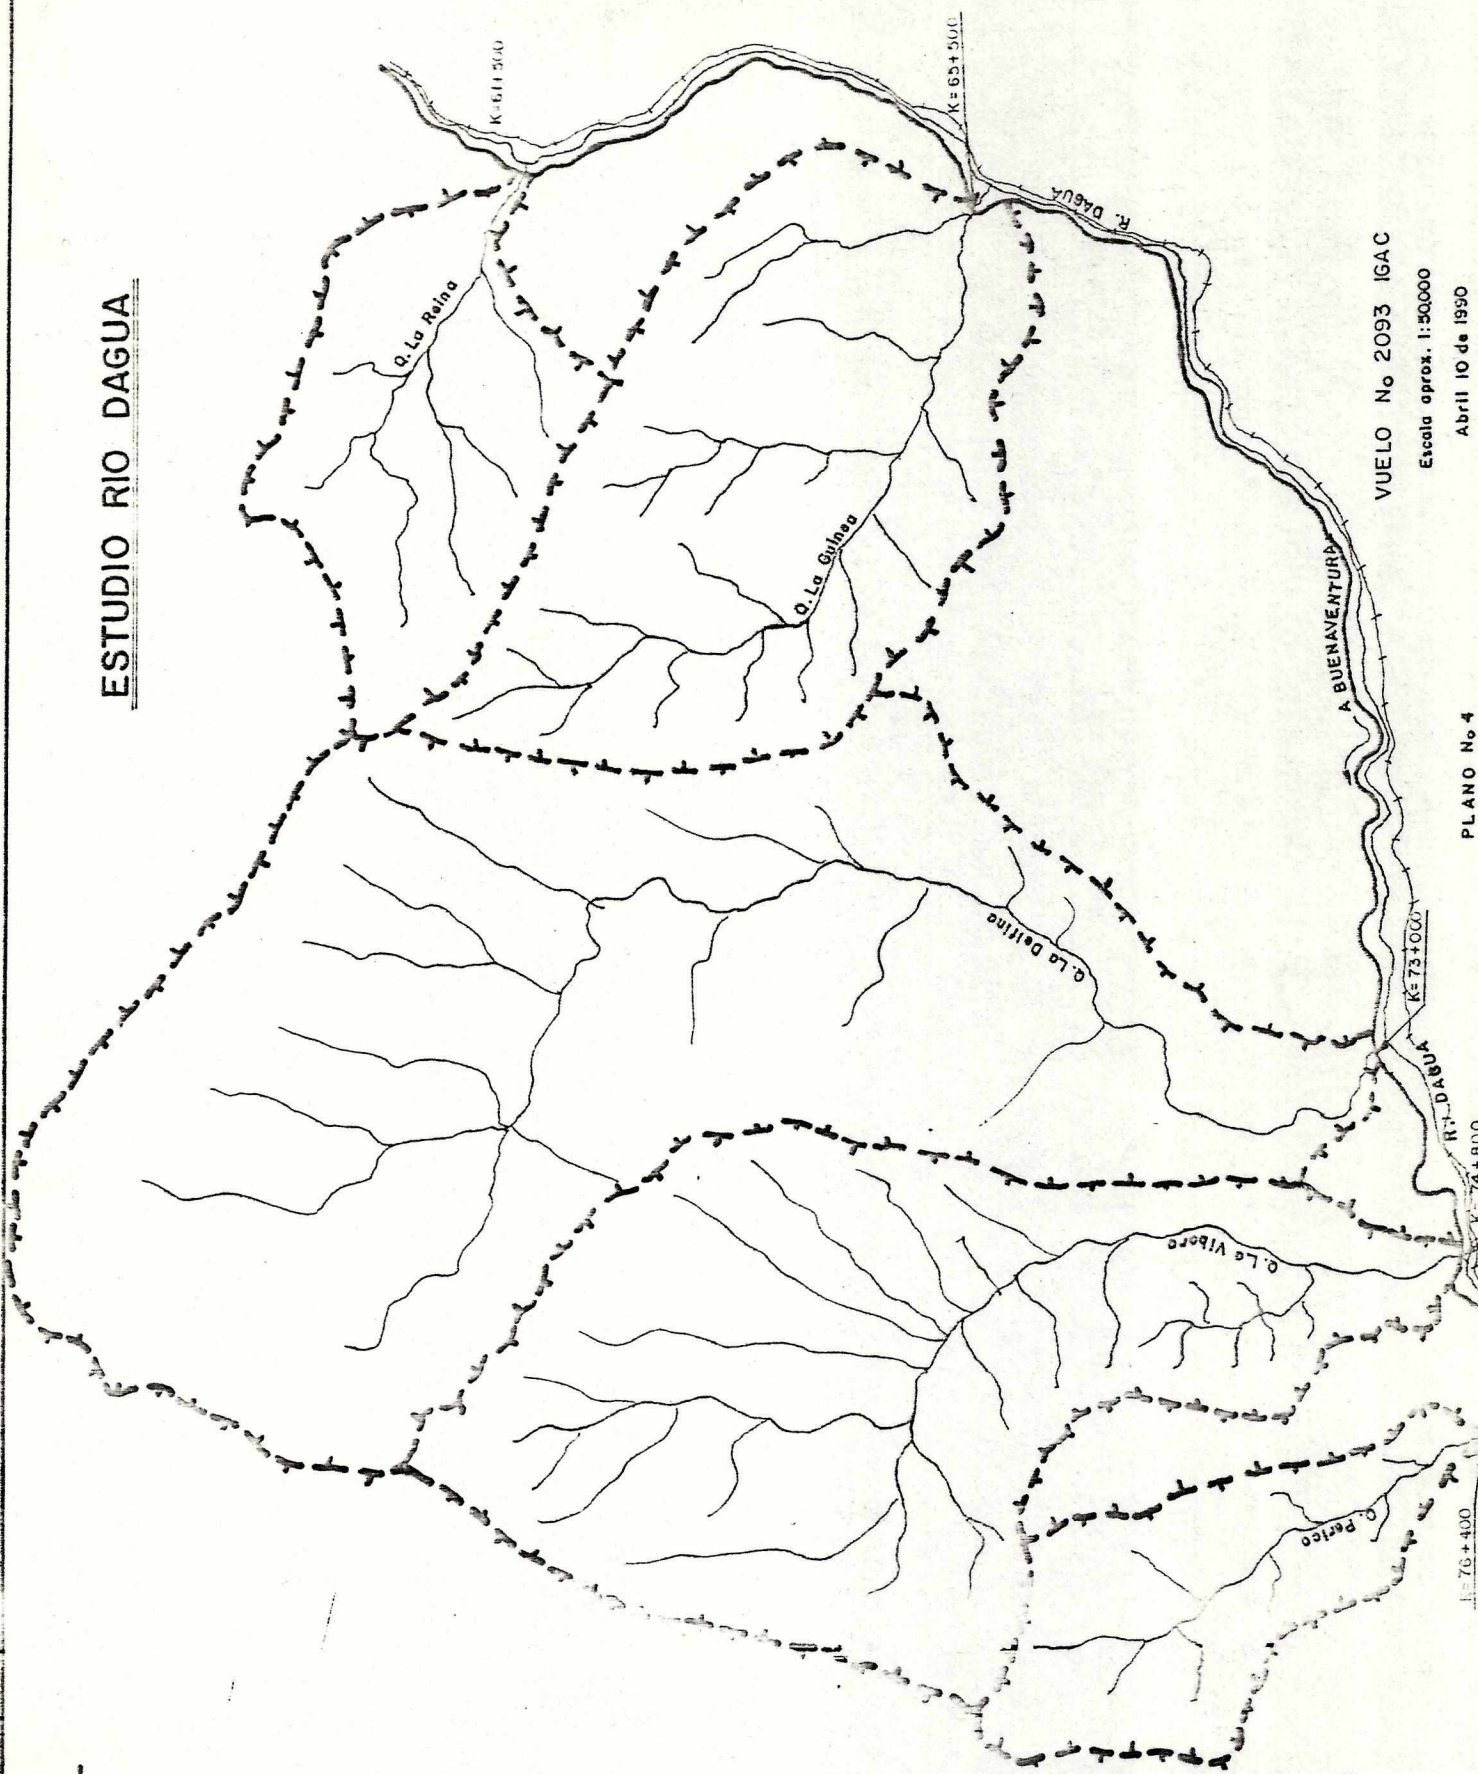 ESTUDIO RIO DAGUA
K=61+500
K=65+500
Q. La Reina
R. DAGUA
Q. La Guinea
A BUENAVENTURA
Q. La Delfina
K=73+000
R. DAGUA
K=74+800
Q. La Vibora
Q. Perico
K=76+400
VUELO No 2093 IGAC
Escala aprox. 1:50.000
Abril 10 de 1990
PLANO No 4